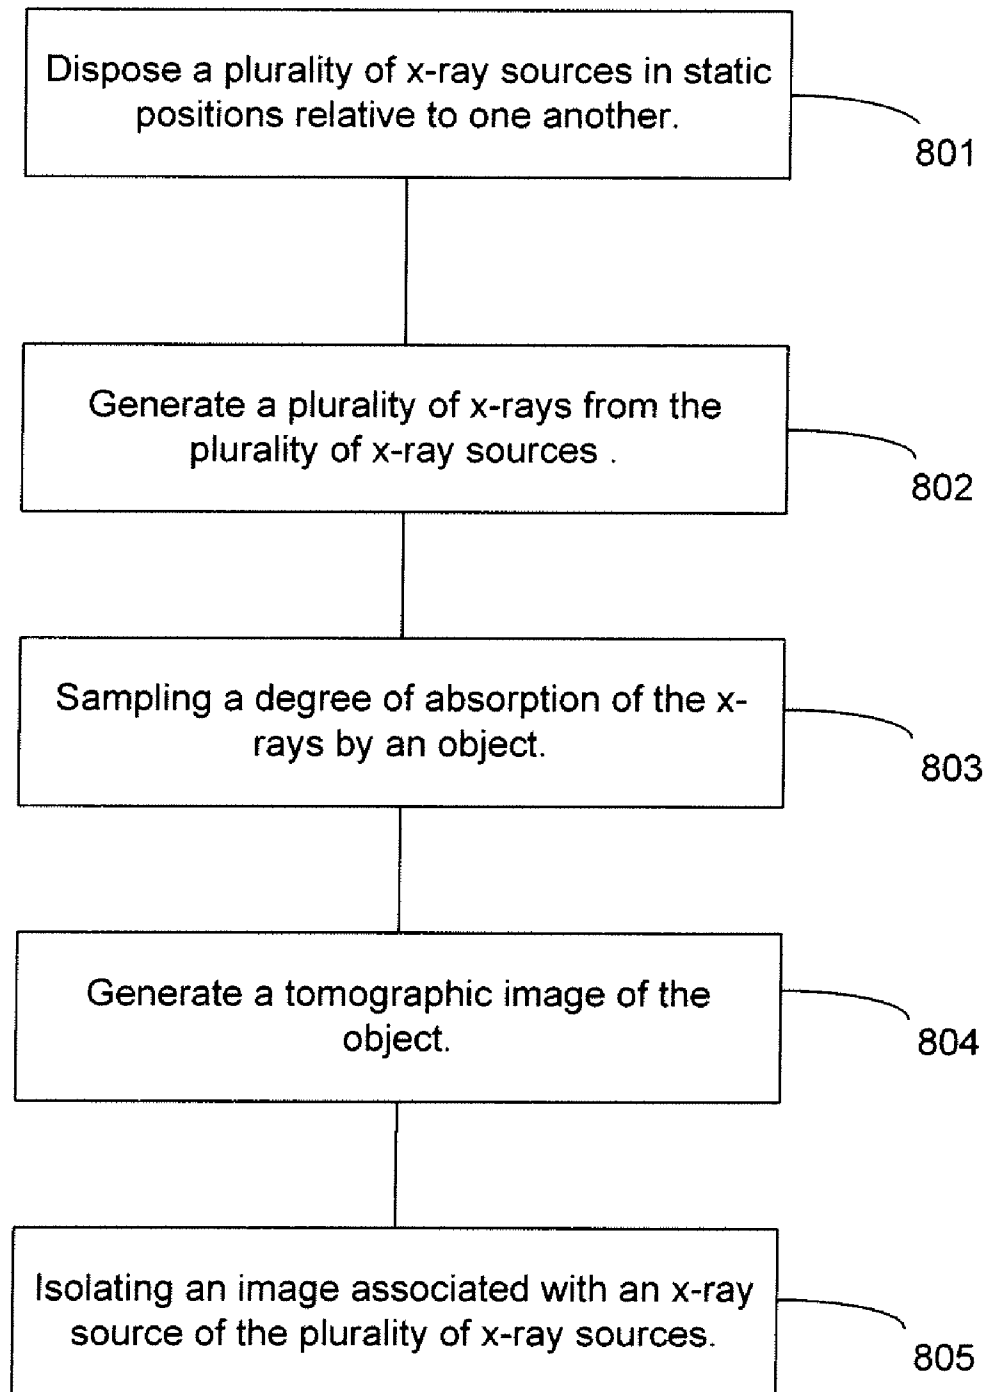 Dispose a plurality of x-ray sources in static
positions relative to one another.
801
Generate a plurality of x-rays from the
plurality of x-ray sources .
802
Sampling a degree of absorption of the x-
rays by an object.
803
Generate a tomographic image of the
object.
804
Isolating an image associated with an x-ray
source of the plurality of x-ray sources.
805